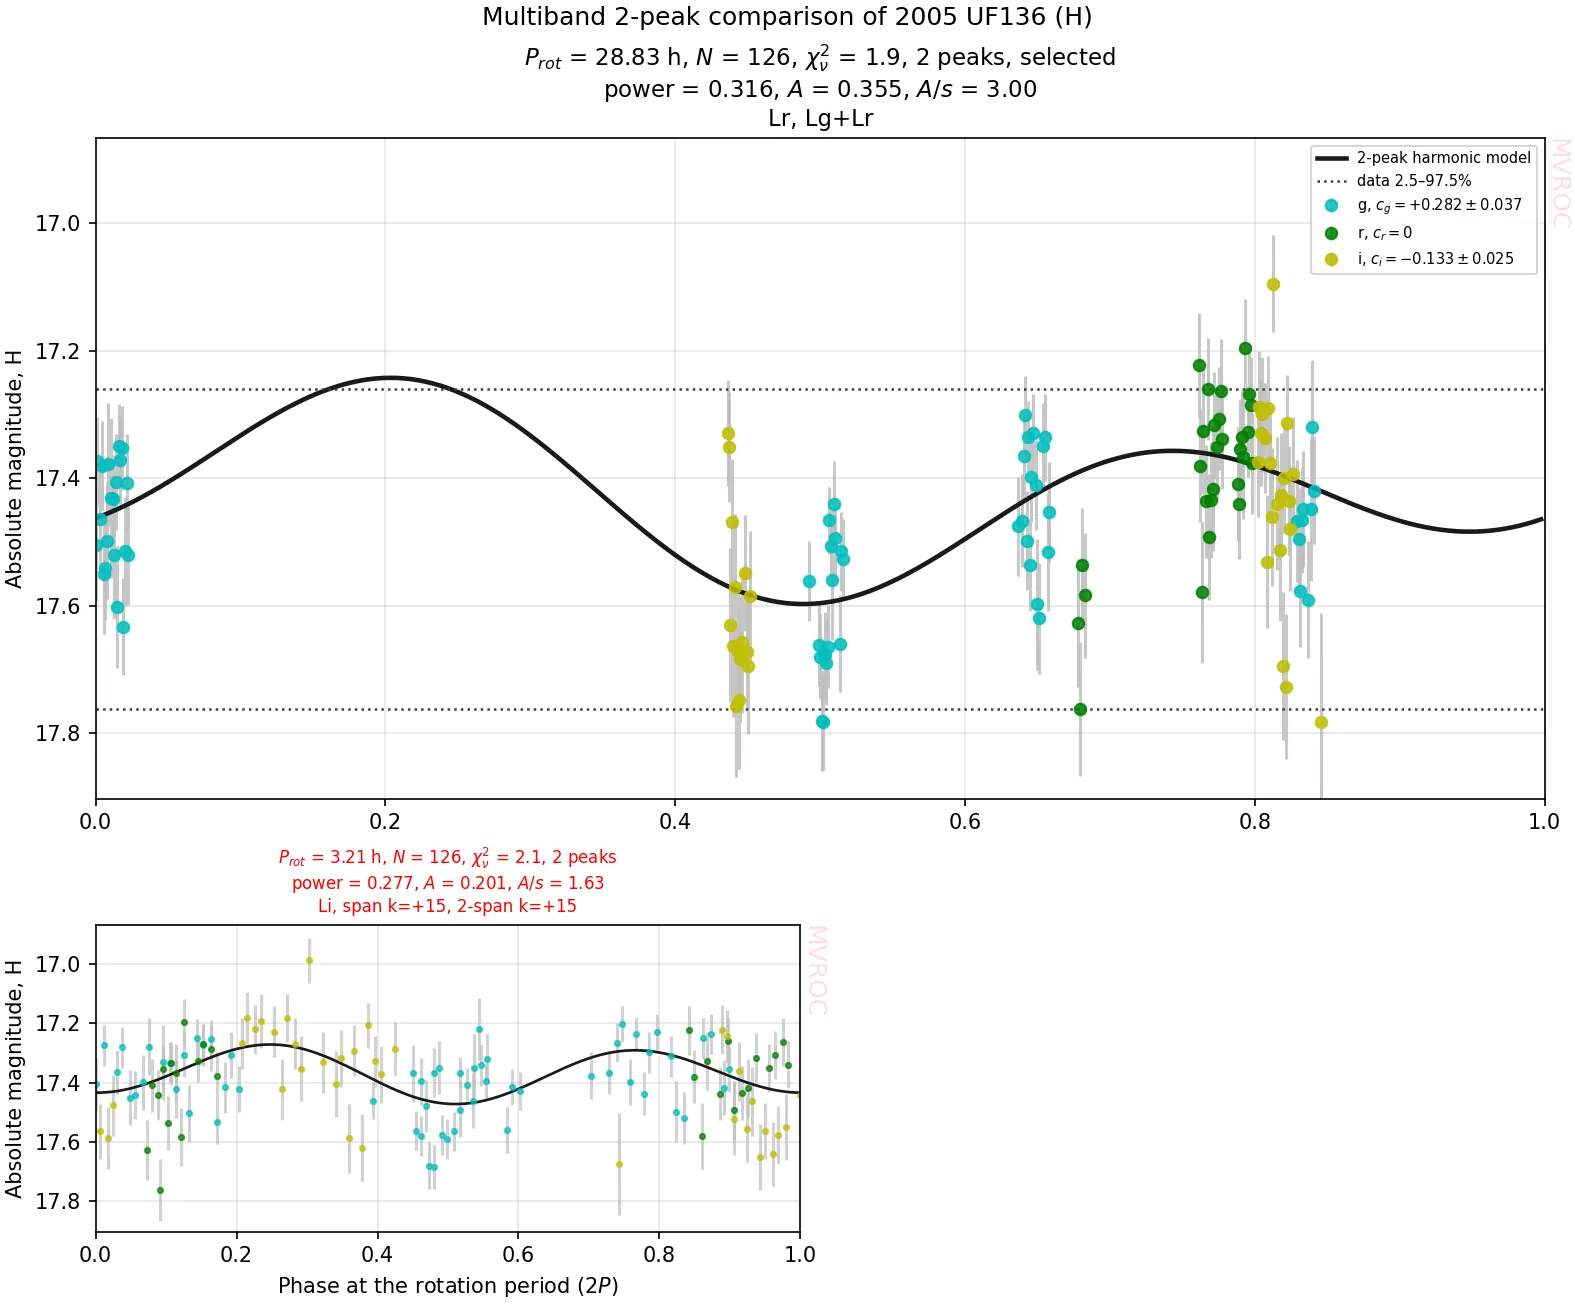 Multiband 2-peak comparison of 2005 UF136 (H)
P_rot = 28.83 h, N = 126, χ²_ν = 1.9, 2 peaks, selected
power = 0.316, A = 0.355, A/s = 3.00
Lr, Lg+Lr
2-peak harmonic model
data 2.5–97.5%
g, c_g = +0.282 ± 0.037
r, c_r = 0
i, c_i = −0.133 ± 0.025
MVROC
Absolute magnitude, H
17.0
17.2
17.4
17.6
17.8
0.0 0.2 0.4 0.6 0.8 1.0
P_rot = 3.21 h, N = 126, χ²_ν = 2.1, 2 peaks
power = 0.277, A = 0.201, A/s = 1.63
Li, span k=+15, 2-span k=+15
MVROC
Absolute magnitude, H
17.0
17.2
17.4
17.6
17.8
0.0 0.2 0.4 0.6 0.8 1.0
Phase at the rotation period (2P)